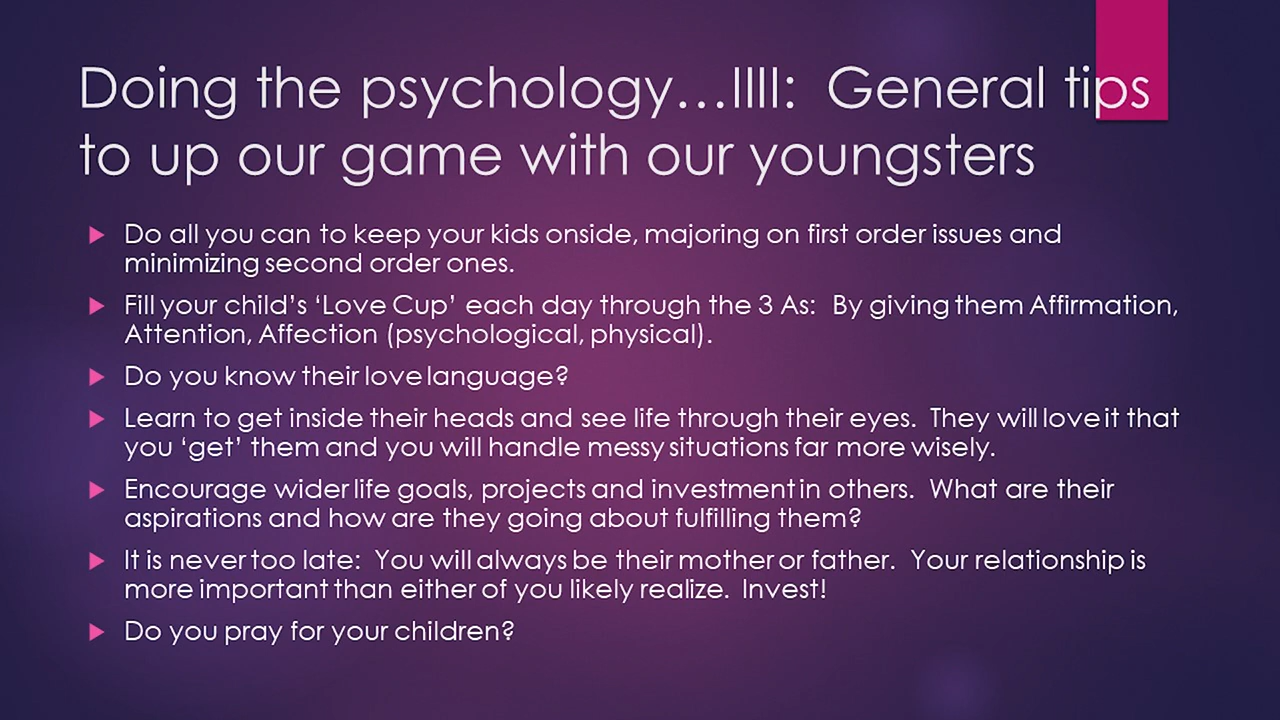 Doing the psychology…IIII:  General tips
to up our game with our youngsters
Do all you can to keep your kids onside, majoring on first order issues and
minimizing second order ones.
Fill your child’s ‘Love Cup’ each day through the 3 As:  By giving them Affirmation,
Attention, Affection (psychological, physical).
Do you know their love language?
Learn to get inside their heads and see life through their eyes.  They will love it that
you ‘get’ them and you will handle messy situations far more wisely.
Encourage wider life goals, projects and investment in others.  What are their
aspirations and how are they going about fulfilling them?
It is never too late:  You will always be their mother or father.  Your relationship is
more important than either of you likely realize.  Invest!
Do you pray for your children?